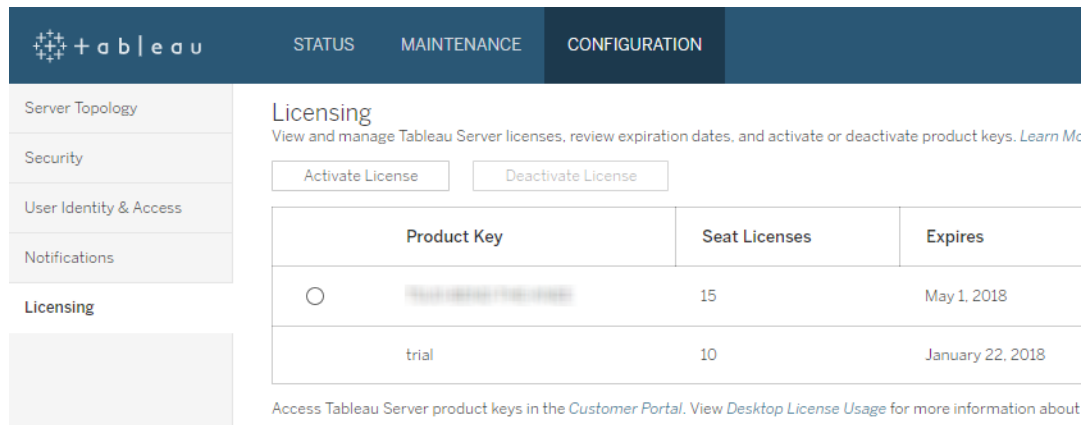 tableau
STATUS MAINTENANCE CONFIGURATION
Server Topology
Security
User Identity & Access
Notifications
Licensing
Licensing
View and manage Tableau Server licenses, review expiration dates, and activate or deactivate product keys. Learn Mo
Activate License Deactivate License
Product Key Seat Licenses Expires
15 May 1, 2018
trial 10 January 22, 2018
Access Tableau Server product keys in the Customer Portal. View Desktop License Usage for more information about